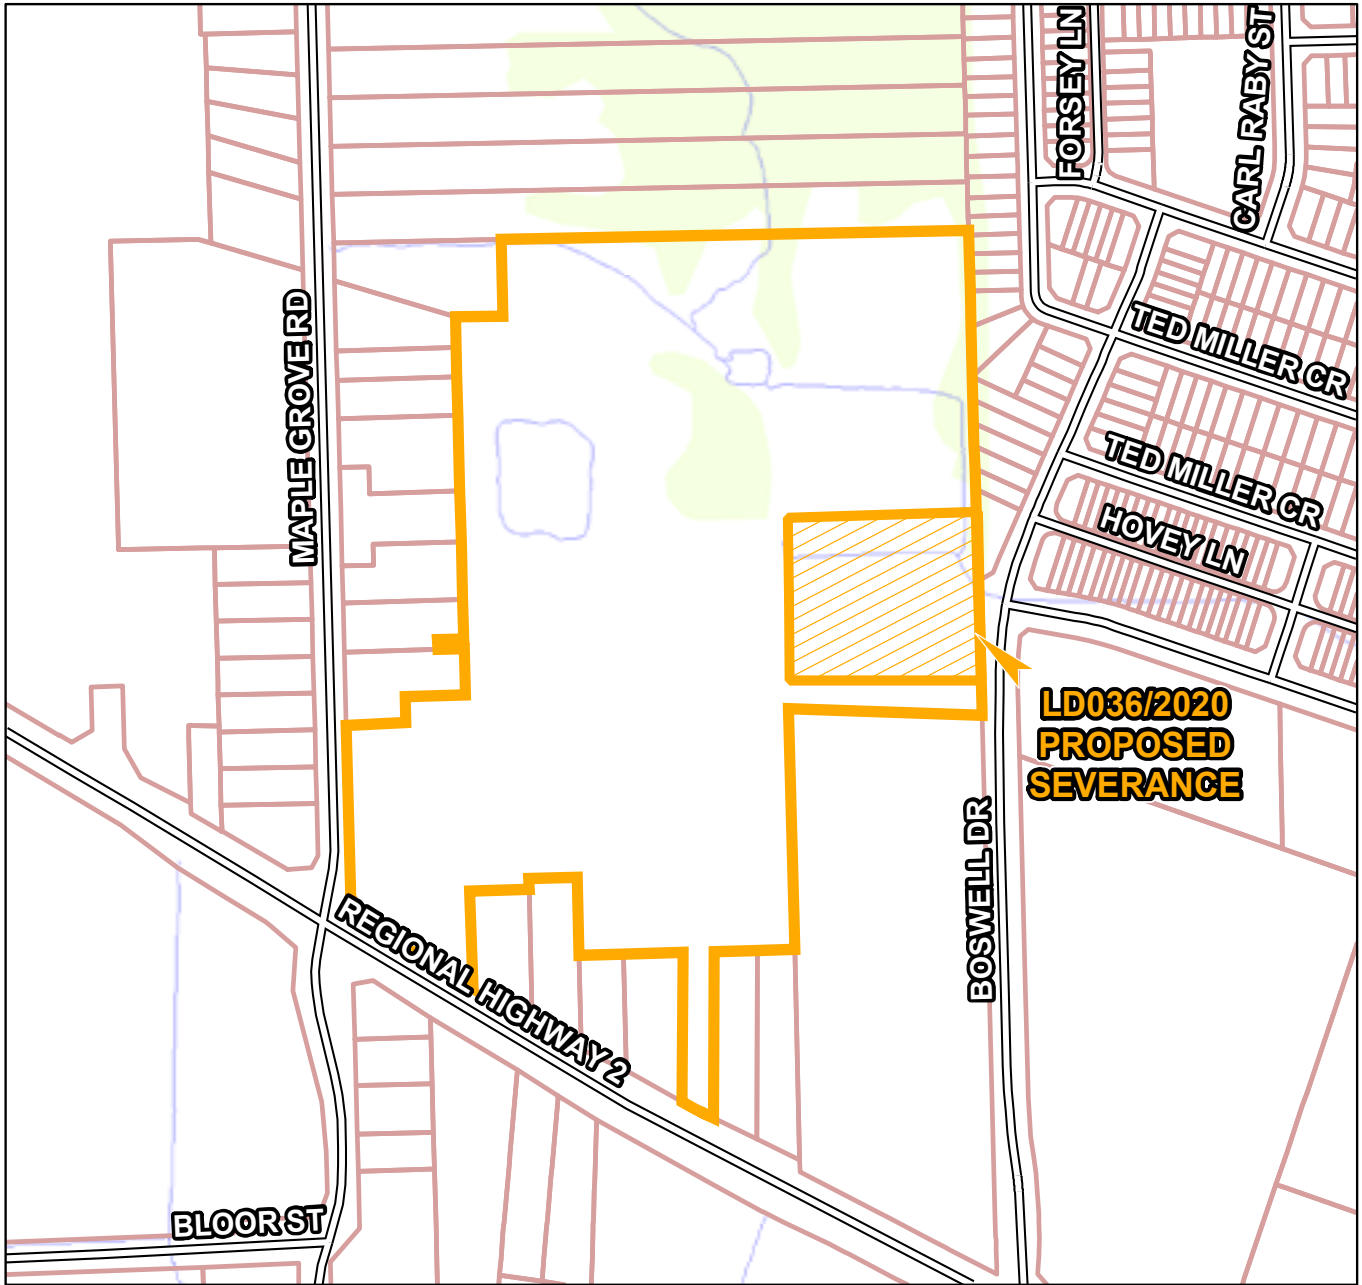 FORSEY LN
CARL RABY ST
MAPLE GROVE RD
TED MILLER CR
TED MILLER CR
HOVEY LN
LD036/2020
PROPOSED
SEVERANCE
BOSWELL DR
REGIONAL HIGHWAY 2
BLOOR ST